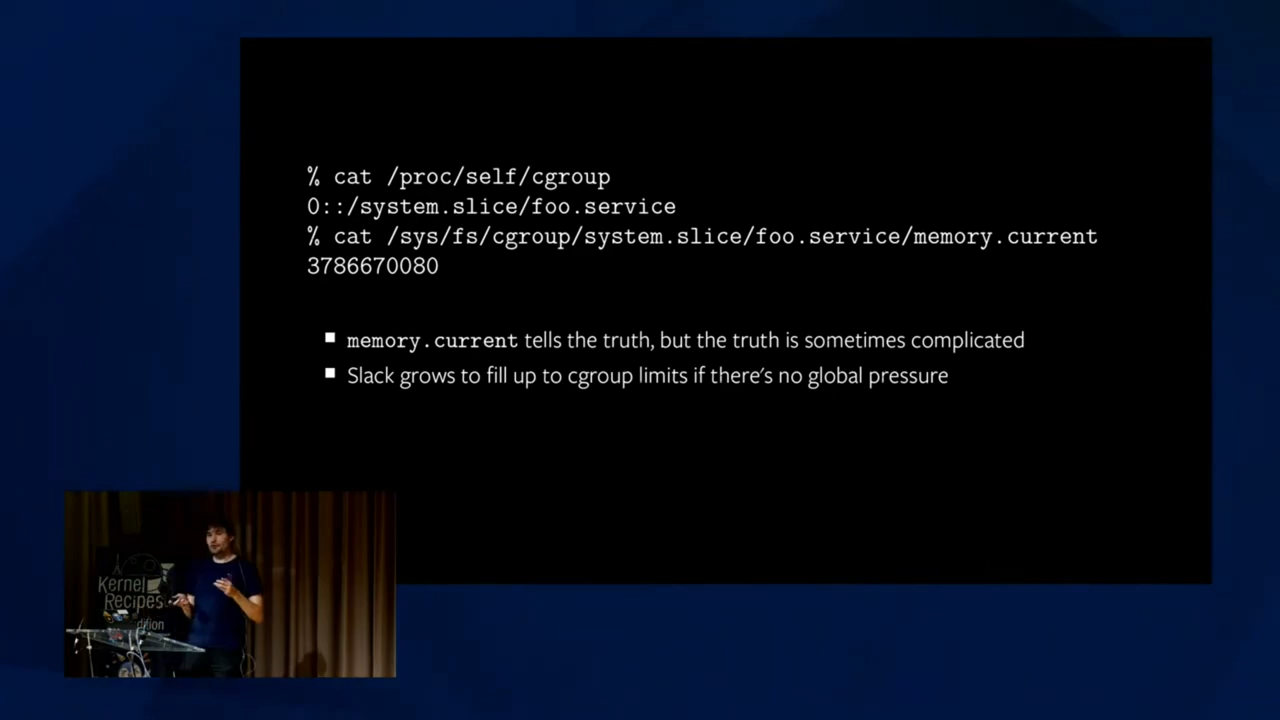 % cat /proc/self/cgroup
0::/system.slice/foo.service
% cat /sys/fs/cgroup/system.slice/foo.service/memory.current
3786670080
memory.current tells the truth, but the truth is sometimes complicated
Slack grows to fill up to cgroup limits if there's no global pressure
Kernel
Recipes
dition